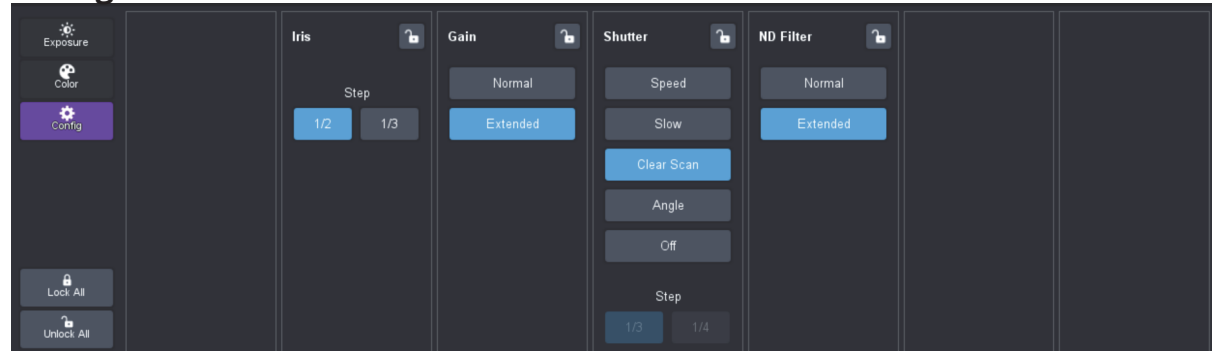 Exposure
Color
Config
Lock All
Unlock All
Iris
Step
1/2 1/3
Gain
Normal
Extended
Shutter
Speed
Slow
Clear Scan
Angle
Off
Step
1/3 1/4
ND Filter
Normal
Extended